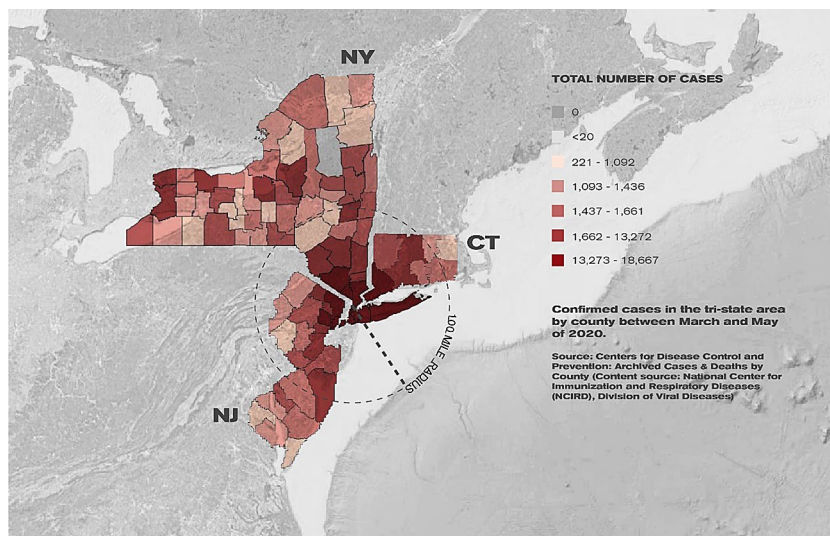 NY
TOTAL NUMBER OF CASES
0
<20
221 - 1,092
1,093 - 1,436
1,437 - 1,661
1,662 - 13,272
13,273 - 18,667
CT
Confirmed cases in the tri-state area
by county between March and May
of 2020.
Source: Centers for Disease Control and
Prevention: Archived Cases & Deaths by
County (Content source: National Center for
Immunization and Respiratory Diseases
(NCIRD), Division of Viral Diseases)
100 MILE RADIUS
NJ